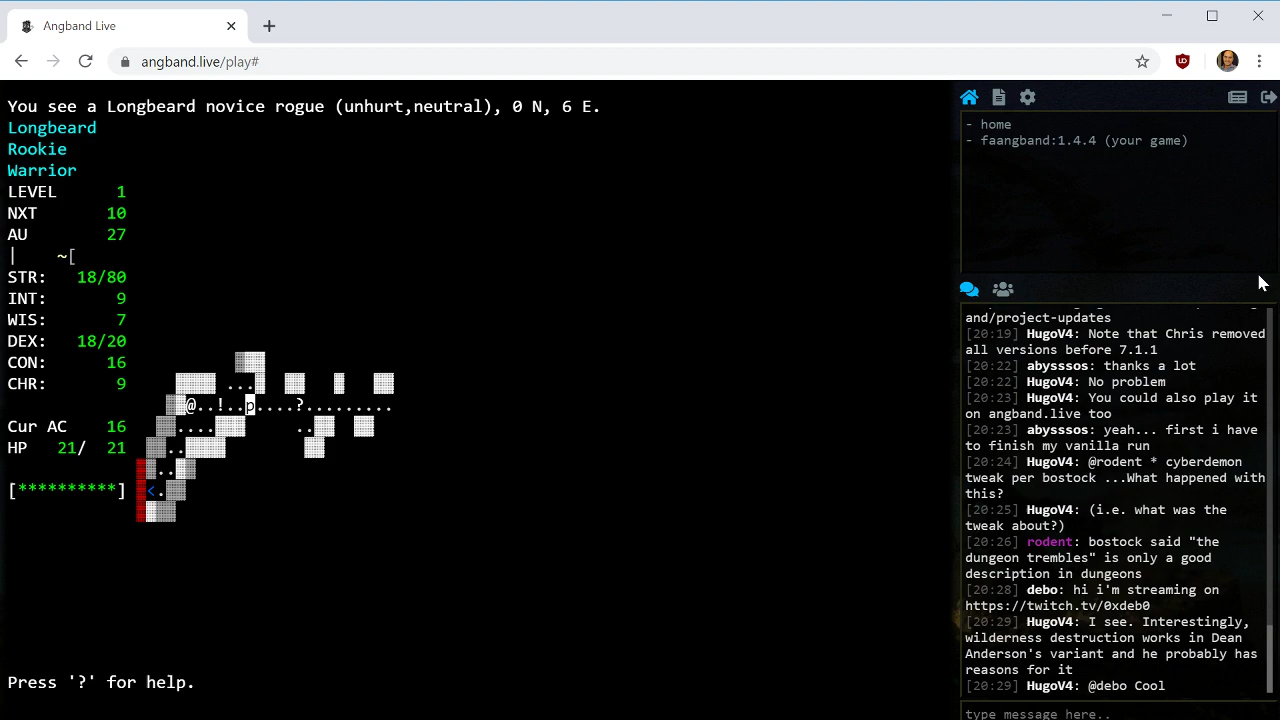 Angband Live
angband.live/play#
You see a Longbeard novice rogue (unhurt,neutral), 0 N, 6 E.
Longbeard
Rookie
Warrior
LEVEL 1
NXT 10
AU 27
| ~[
STR: 18/80
INT: 9
WIS: 7
DEX: 18/20
CON: 16
CHR: 9
...
@..!..p....?.........
Cur AC 16
.... ..
HP 21/ 21
..
..
[**********]
<.
Press '?' for help.
- home
- faangband:1.4.4 (your game)
and/project-updates
[20:19] HugoV4: Note that Chris removed
all versions before 7.1.1
[20:22] abysssos: thanks a lot
[20:22] HugoV4: No problem
[20:23] HugoV4: You could also play it
on angband.live too
[20:23] abysssos: yeah... first i have
to finish my vanilla run
[20:24] HugoV4: @rodent * cyberdemon
tweak per bostock ...What happened with
this?
[20:25] HugoV4: (i.e. what was the
tweak about?)
[20:26] rodent: bostock said "the
dungeon trembles" is only a good
description in dungeons
[20:28] debo: hi i'm streaming on
https://twitch.tv/0xdeb0
[20:29] HugoV4: I see. Interestingly,
wilderness destruction works in Dean
Anderson's variant and he probably has
reasons for it
[20:29] HugoV4: @debo Cool
type message here..